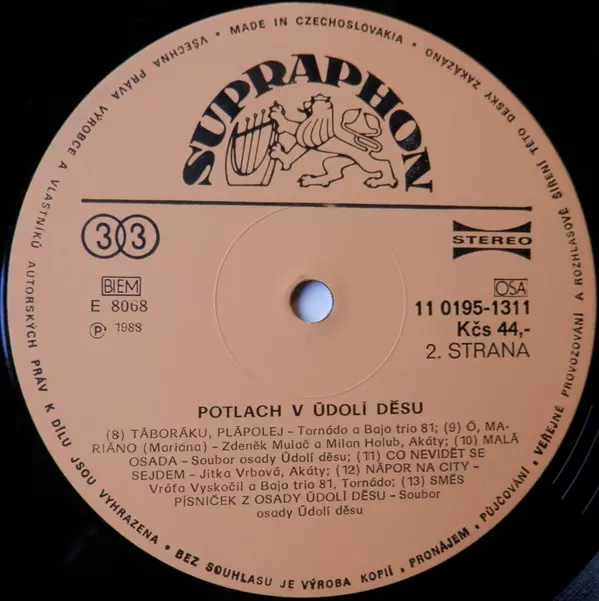 VŠECHNA PRÁVA VÝROBCE A VLASTNÍKŮ AUTORSKÝCH PRÁV K DÍLU JSOU VYHRAZENA • BEZ SOUHLASU JE VÝROBA KOPIÍ, PRONÁJEM, PŮJČOVÁNÍ, VEŘEJNÉ PROVOZOVÁNÍ A ROZHLASOVÉ ŠÍŘENÍ TÉTO DESKY ZAKÁZÁNO
• MADE IN CZECHOSLOVAKIA •
SUPRAPHON
33
STEREO
BIEM
E 8068
Ⓟ 1988
OSA
11 0195-1311
Kčs 44,-
2. STRANA
POTLACH V ÚDOLÍ DĚSU
(8) TÁBORÁKU, PLÁPOLEJ - Tornádo a Bajo trio 81; (9) Ó, MA-
RIÁNO (Mariana) - Zdeněk Mulač a Milan Holub, Akáty; (10) MALÁ
OSADA - Soubor osady Údolí děsu; (11) CO NEVIDĚT SE
SEJDEM - Jitka Vrbová, Akáty; (12) NÁPOR NA CITY -
Vráťa Vyskočil a Bajo trio 81, Tornádo; (13) SMĚS
PÍSNIČEK Z OSADY ÚDOLÍ DĚSU - Soubor
osady Údolí děsu